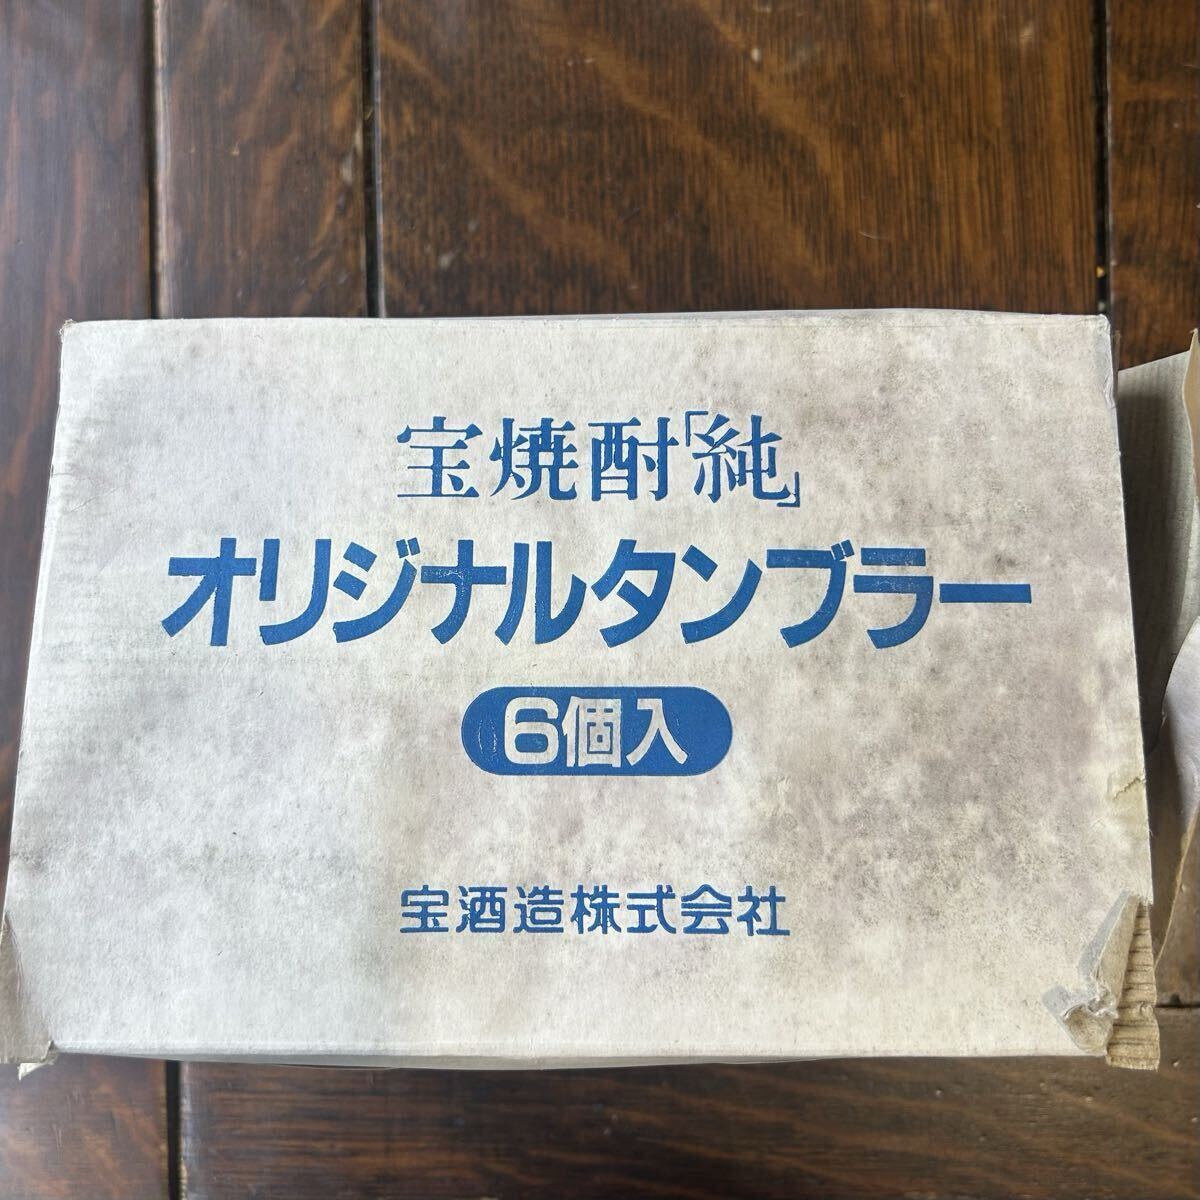 宝焼酎「純」
オリジナルタンブラー
6個入
宝酒造株式会社